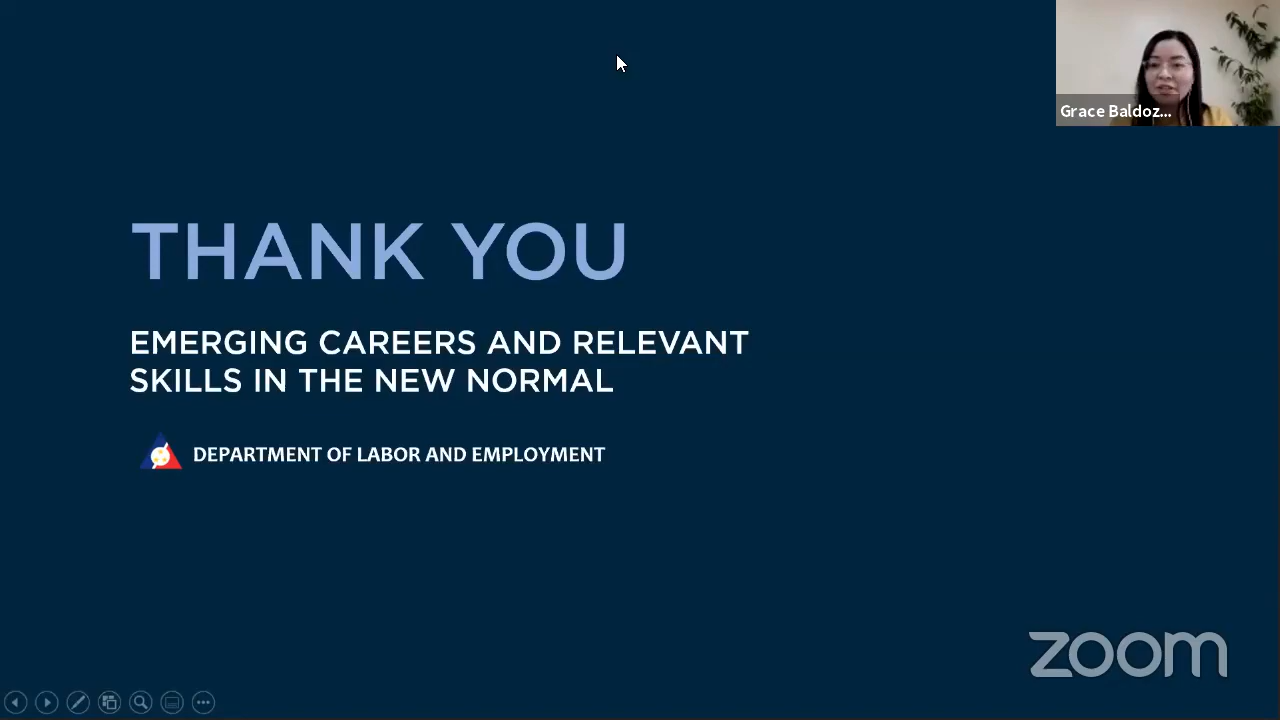 Grace Baldoz...
THANK YOU
EMERGING CAREERS AND RELEVANT
SKILLS IN THE NEW NORMAL
DEPARTMENT OF LABOR AND EMPLOYMENT
zoom